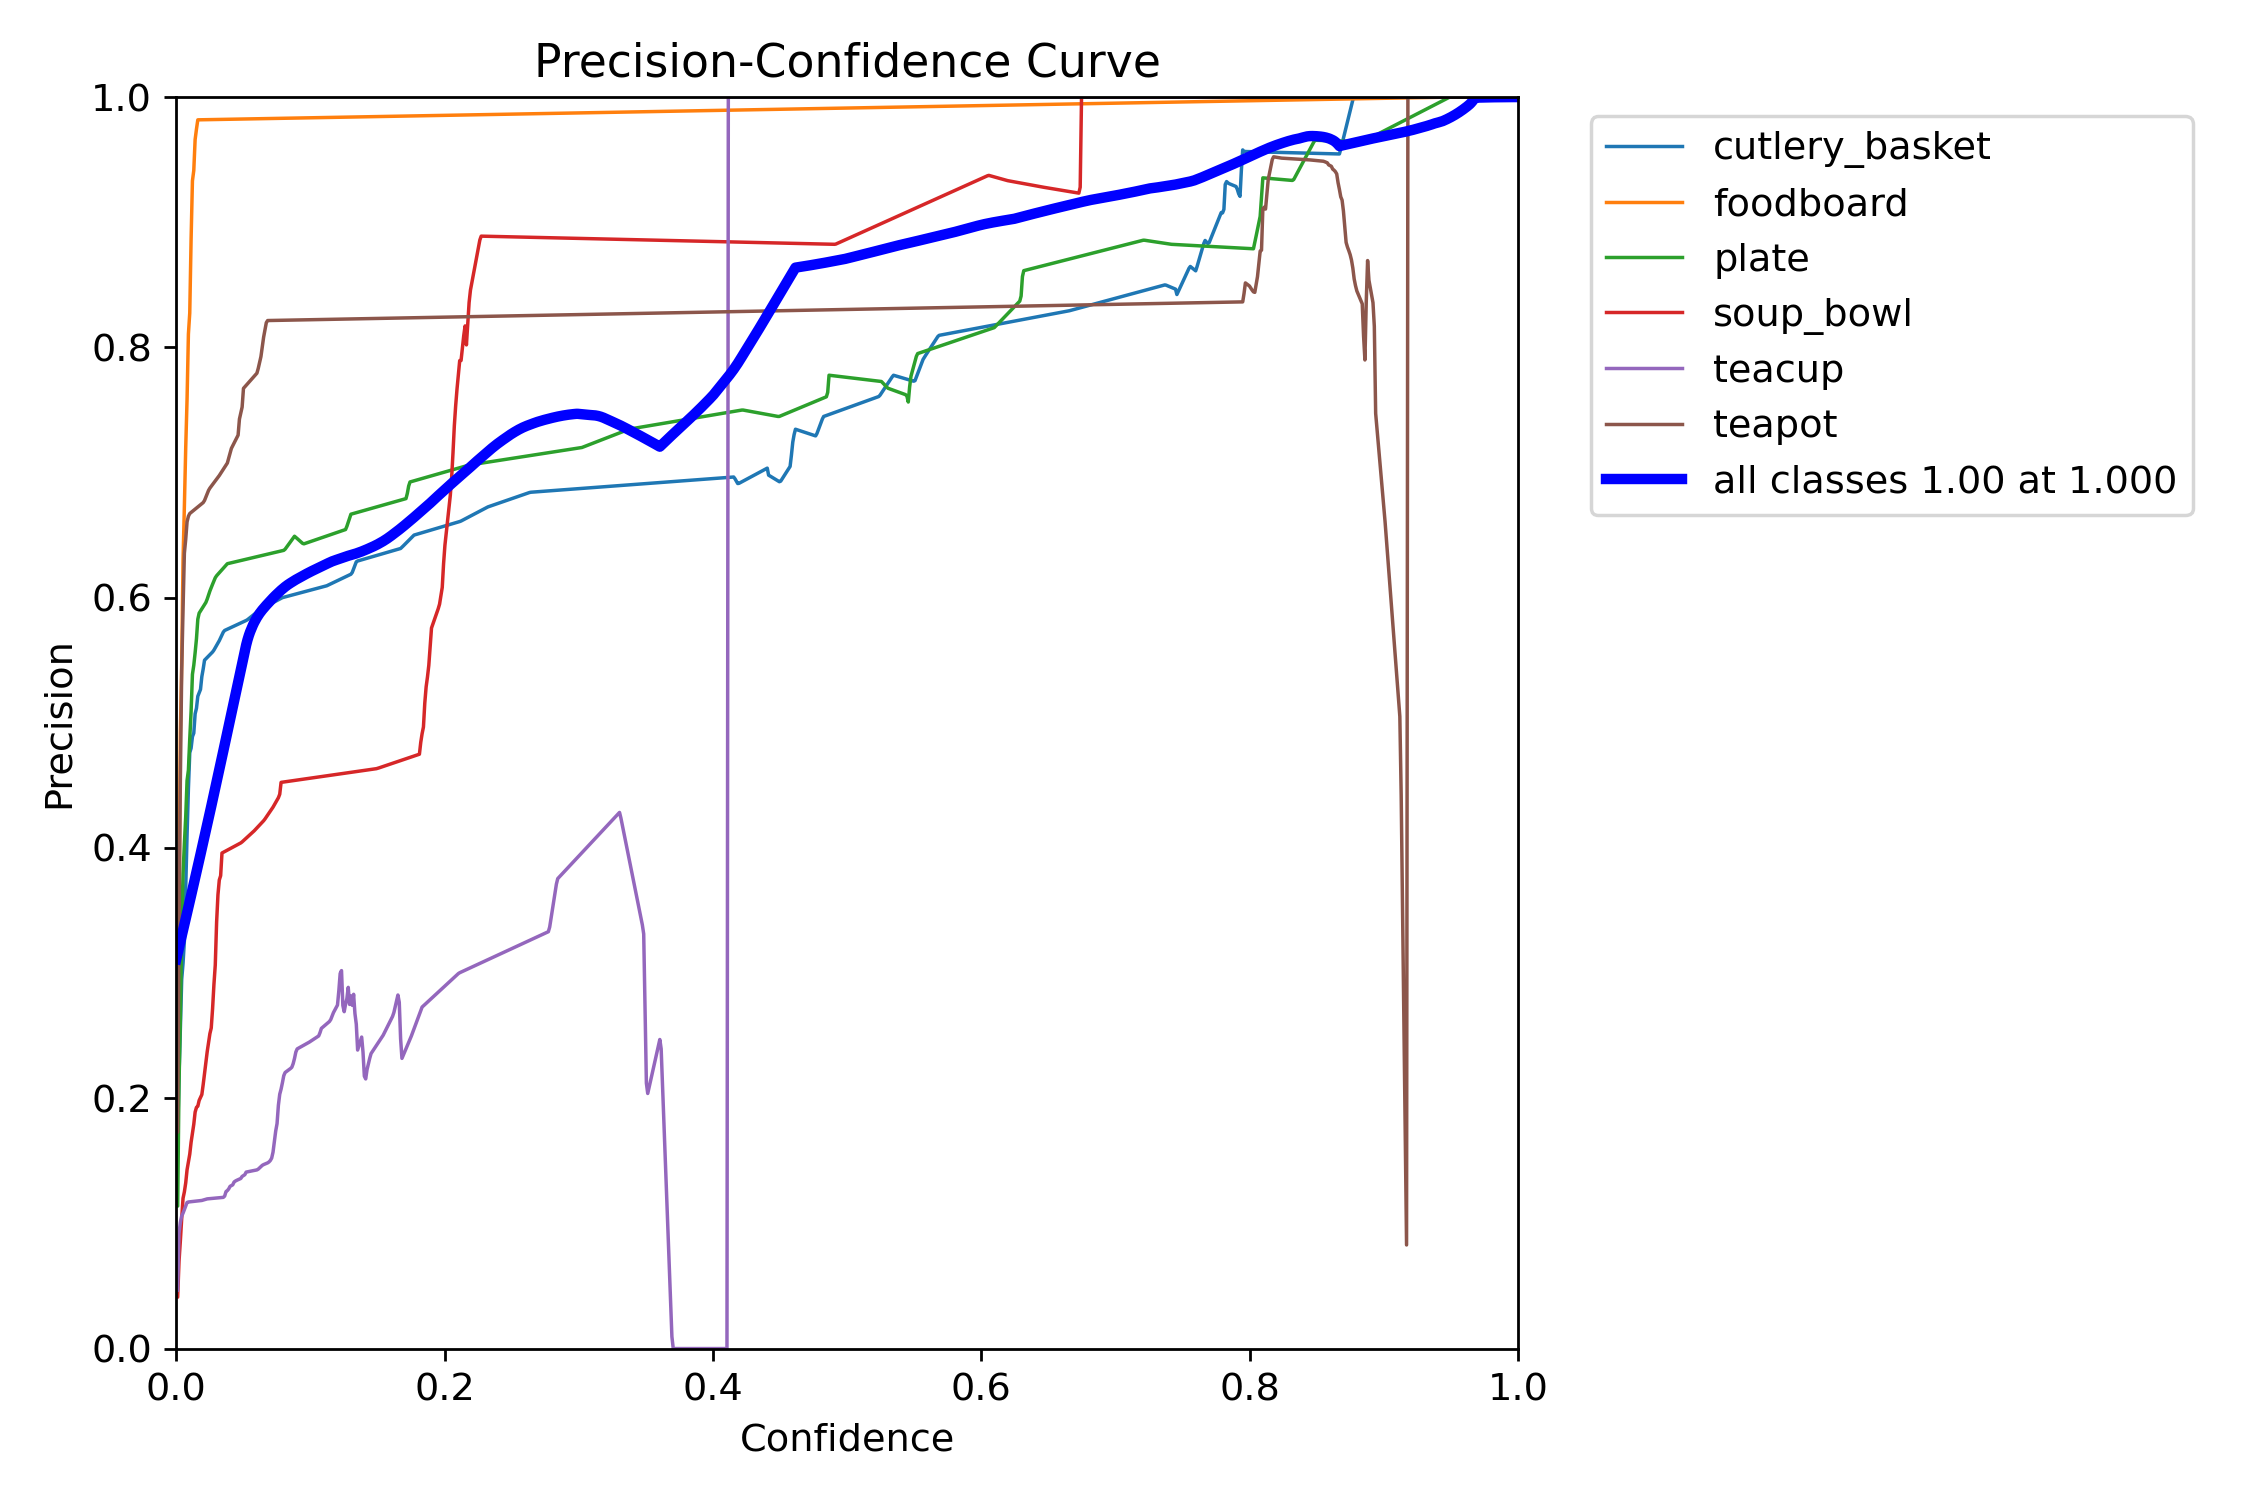 Precision-Confidence Curve
1.0
0.8
0.6
0.4
0.2
0.0
Precision
0.0 0.2 0.4 0.6 0.8 1.0
Confidence
cutlery_basket
foodboard
plate
soup_bowl
teacup
teapot
all classes 1.00 at 1.000